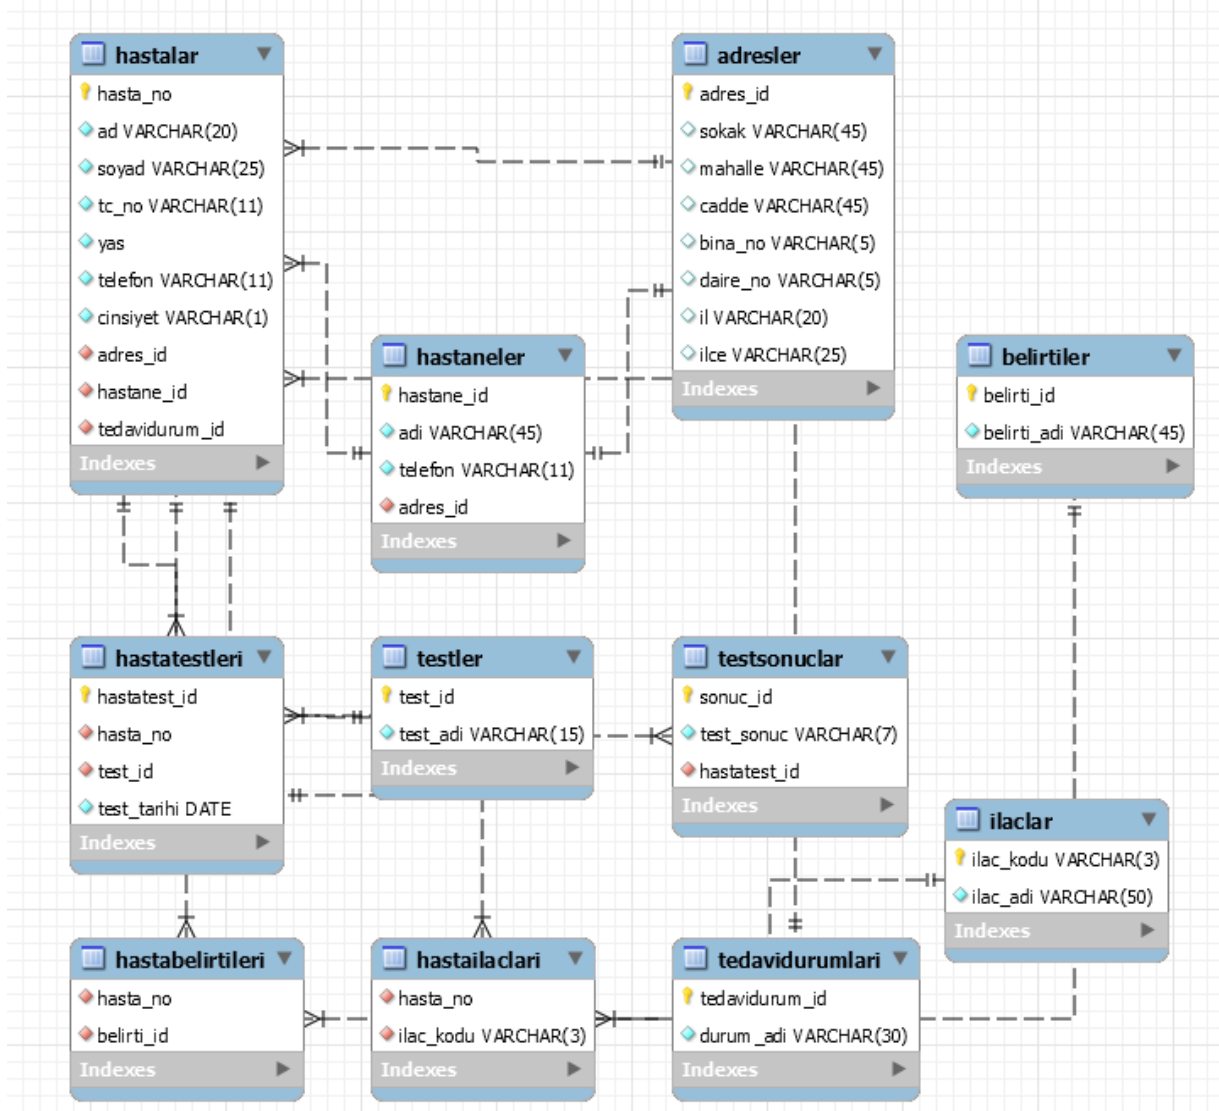 hastalar
hasta_no
ad VARCHAR(20)
soyad VARCHAR(25)
tc_no VARCHAR(11)
yas
telefon VARCHAR(11)
cinsiyet VARCHAR(1)
adres_id
hastane_id
tedavidurum_id
Indexes
adresler
adres_id
sokak VARCHAR(45)
mahalle VARCHAR(45)
cadde VARCHAR(45)
bina_no VARCHAR(5)
daire_no VARCHAR(5)
il VARCHAR(20)
ilce VARCHAR(25)
Indexes
hastaneler
hastane_id
adi VARCHAR(45)
telefon VARCHAR(11)
adres_id
Indexes
belirtiler
belirti_id
belirti_adi VARCHAR(45)
Indexes
hastatestleri
hastatest_id
hasta_no
test_id
test_tarihi DATE
Indexes
testler
test_id
test_adi VARCHAR(15)
Indexes
testsonuclar
sonuc_id
test_sonuc VARCHAR(7)
hastatest_id
Indexes
ilaclar
ilac_kodu VARCHAR(3)
ilac_adi VARCHAR(50)
Indexes
hastabelirtileri
hasta_no
belirti_id
Indexes
hastailaclari
hasta_no
ilac_kodu VARCHAR(3)
Indexes
tedavidurumlari
tedavidurum_id
durum_adi VARCHAR(30)
Indexes